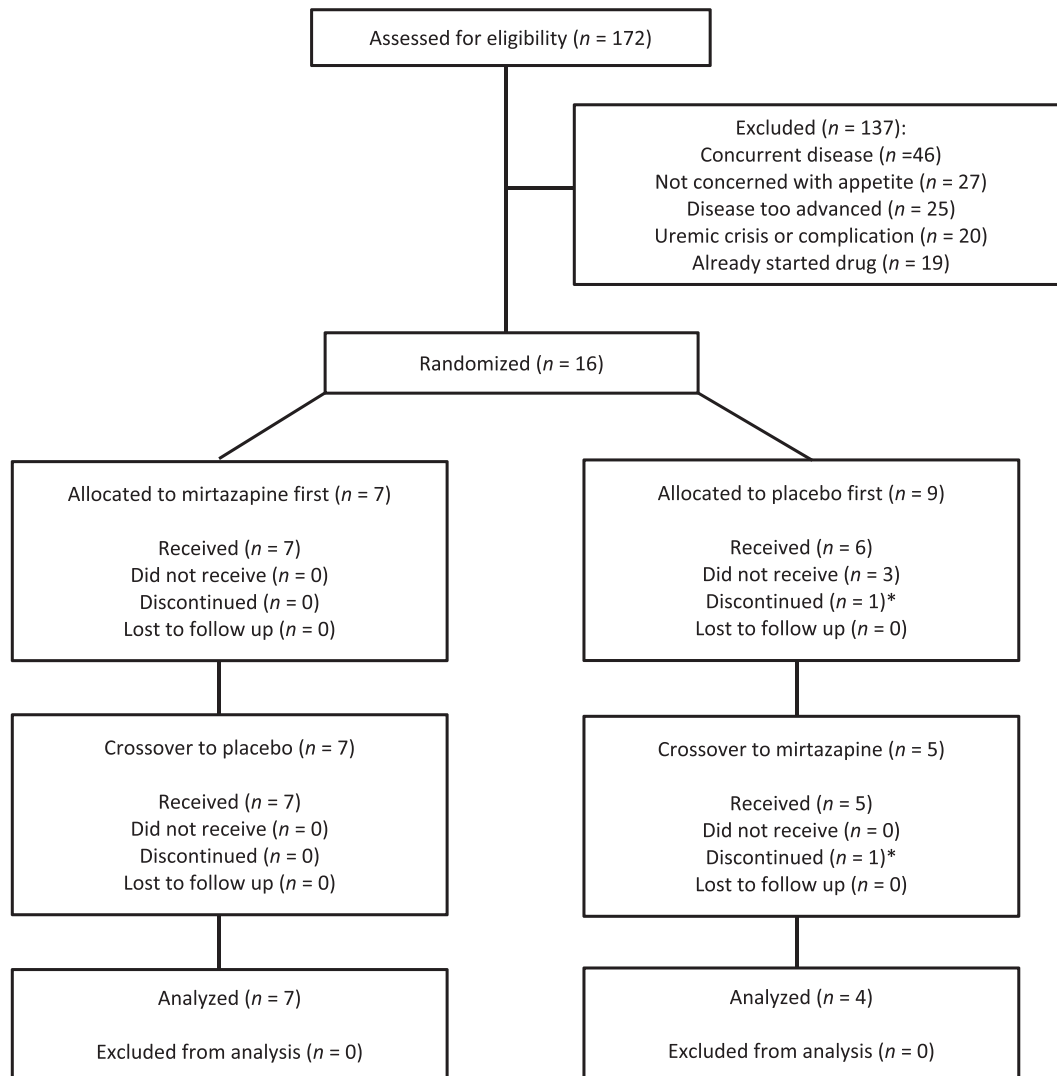 Assessed for eligibility (n = 172)
Excluded (n = 137):
Concurrent disease (n =46)
Not concerned with appetite (n = 27)
Disease too advanced (n = 25)
Uremic crisis or complication (n = 20)
Already started drug (n = 19)
Randomized (n = 16)
Allocated to mirtazapine first (n = 7)
Received (n = 7)
Did not receive (n = 0)
Discontinued (n = 0)
Lost to follow up (n = 0)
Allocated to placebo first (n = 9)
Received (n = 6)
Did not receive (n = 3)
Discontinued (n = 1)*
Lost to follow up (n = 0)
Crossover to placebo (n = 7)
Received (n = 7)
Did not receive (n = 0)
Discontinued (n = 0)
Lost to follow up (n = 0)
Crossover to mirtazapine (n = 5)
Received (n = 5)
Did not receive (n = 0)
Discontinued (n = 1)*
Lost to follow up (n = 0)
Analyzed (n = 7)
Excluded from analysis (n = 0)
Analyzed (n = 4)
Excluded from analysis (n = 0)